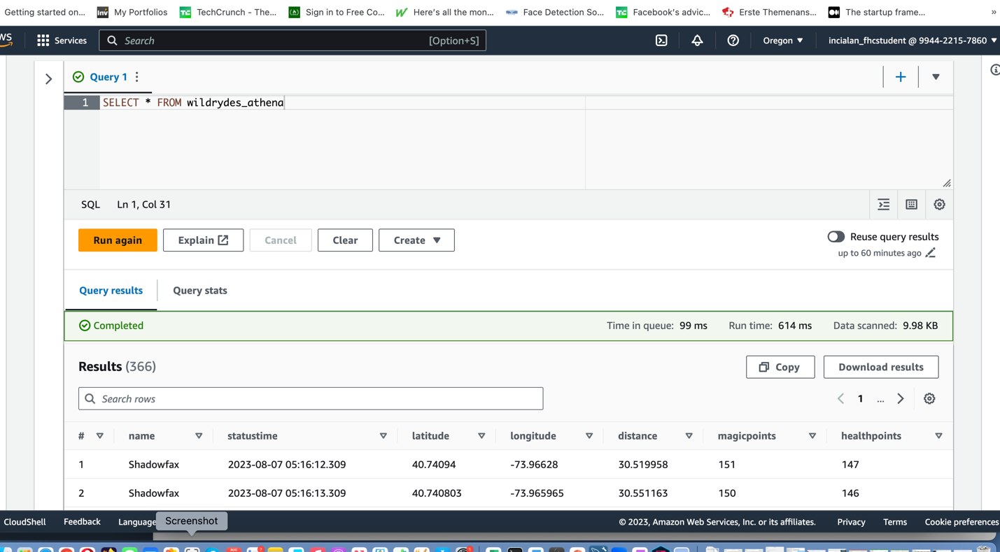 Getting started on... My Portfolios TechCrunch - The... Sign in to Free Co... Here's all the mon... Face Detection So... Facebook's advic... Erste Themenans... The startup frame... »
Services Search [Option+S] Oregon ▼ incialan_fhcstudent @ 9944-2215-7860 ▼
Query 1
1 SELECT * FROM wildrydes_athena
SQL Ln 1, Col 31
Run again Explain Cancel Clear Create ▼ Reuse query results
up to 60 minutes ago
Query results Query stats
Completed Time in queue: 99 ms Run time: 614 ms Data scanned: 9.98 KB
Results (366) Copy Download results
Search rows 1 ...
# name statustime latitude longitude distance magicpoints healthpoints
1 Shadowfax 2023-08-07 05:16:12.309 40.74094 -73.96628 30.519958 151 147
2 Shadowfax 2023-08-07 05:16:13.309 40.740803 -73.965965 30.551163 150 146
CloudShell Feedback Language Screenshot © 2023, Amazon Web Services, Inc. or its affiliates. Privacy Terms Cookie preferences